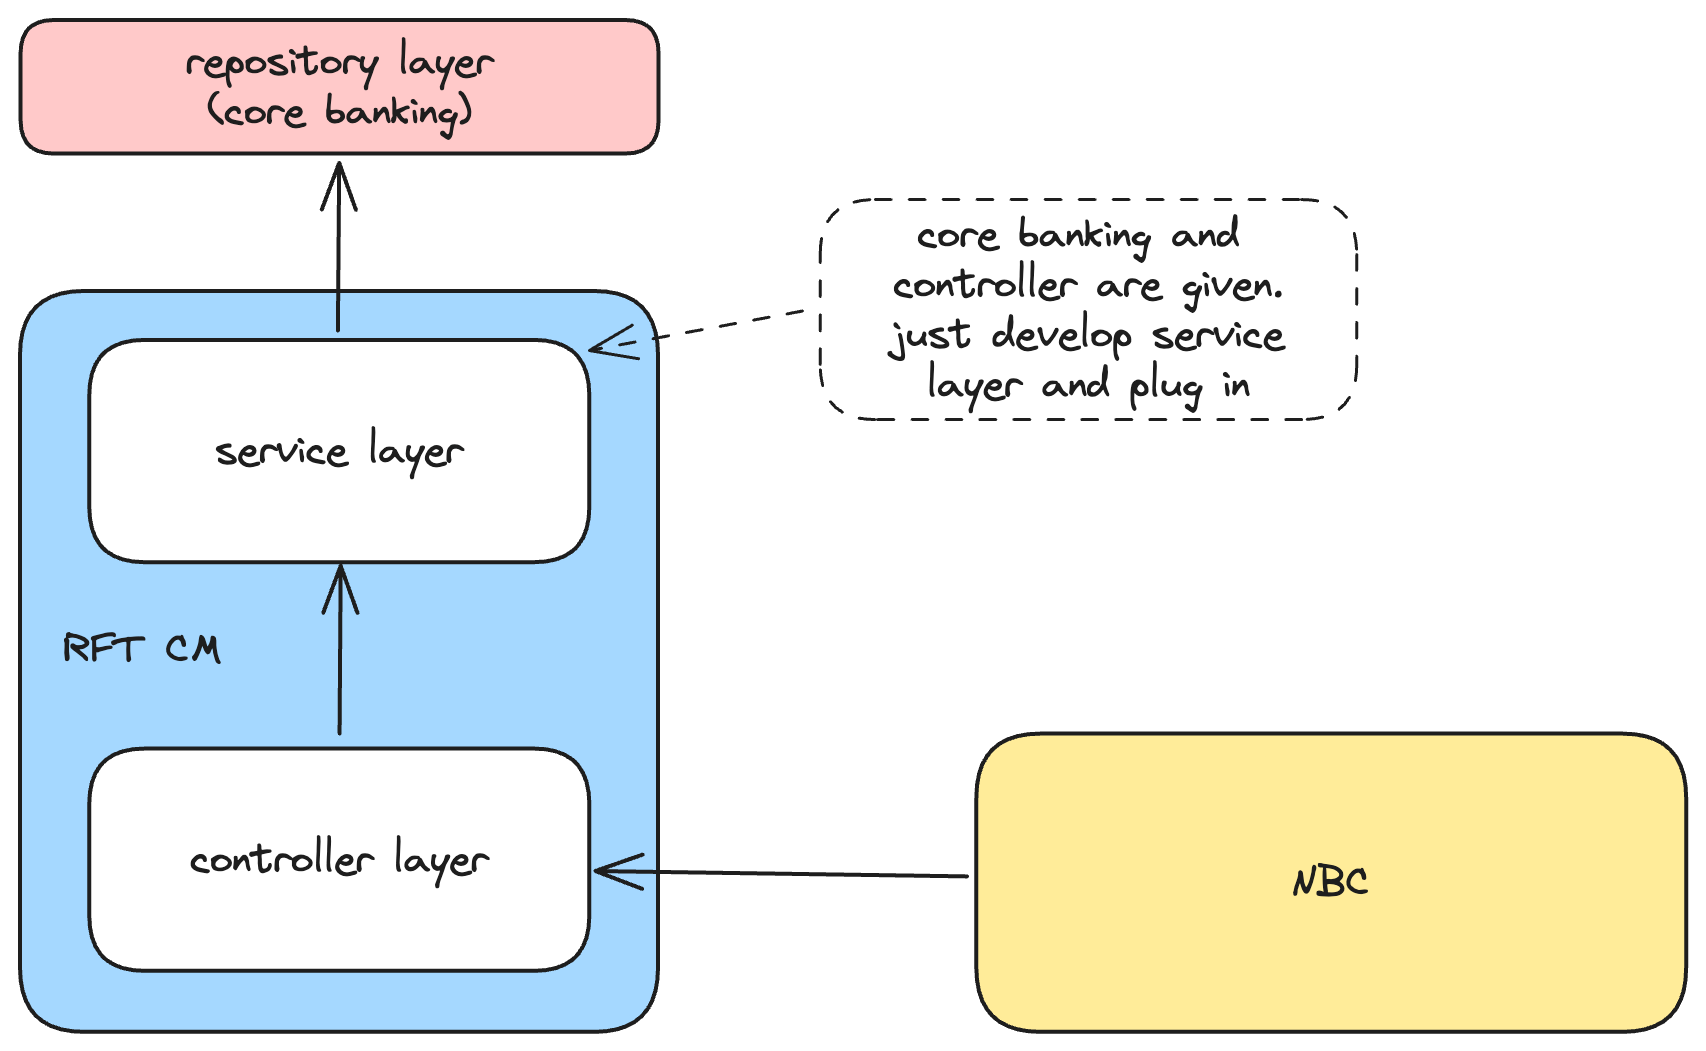 repository layer
(core banking)
core banking and
controller are given.
just develop service
layer and plug in
service layer
RFT CM
controller layer
NBC